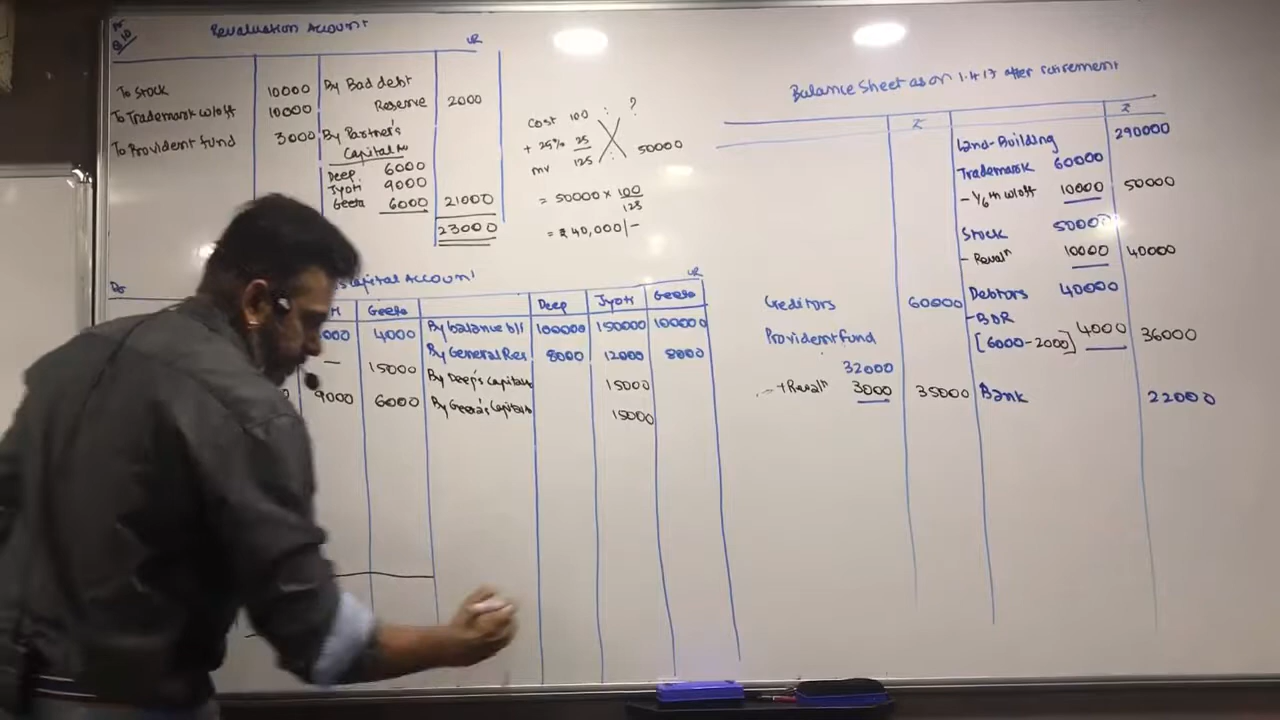 Q.10
Revaluation Account
Dr
Cr
To Stock 10000 By Bad debt
Reserve 2000
To Trademark w/off 10000
To Provident fund 3000 By Partner's
Capital A/c
Deep 6000
Jyoti 9000
Geeta 6000 21000
23000
Cost 100 : ?
+ 25% 25
mv 125 : 50000
= 50000 × 100
125
= ₹ 40,000/-
Capital Account
Dr
Cr
Geeta Deep Jyoti Geeta
000 4000 By balance b/f 100000 150000 100000
By General Res 8000 12000 8000
— 15000 By Deep's Capital A/c 15000
9000 6000 By Geeta's Capital A/c 15000
Balance Sheet as on 1.4.17 after retirement
₹ ₹
Land-Building 290000
Trademark 60000
- 1/6th w/off 10000 50000
Stock 50000
- Revaln 10000 40000
Creditors 60000 Debtors 40000
-BDR
Provident fund [6000-2000] 4000 36000
32000
+ Revaln 3000 35000 Bank 22000